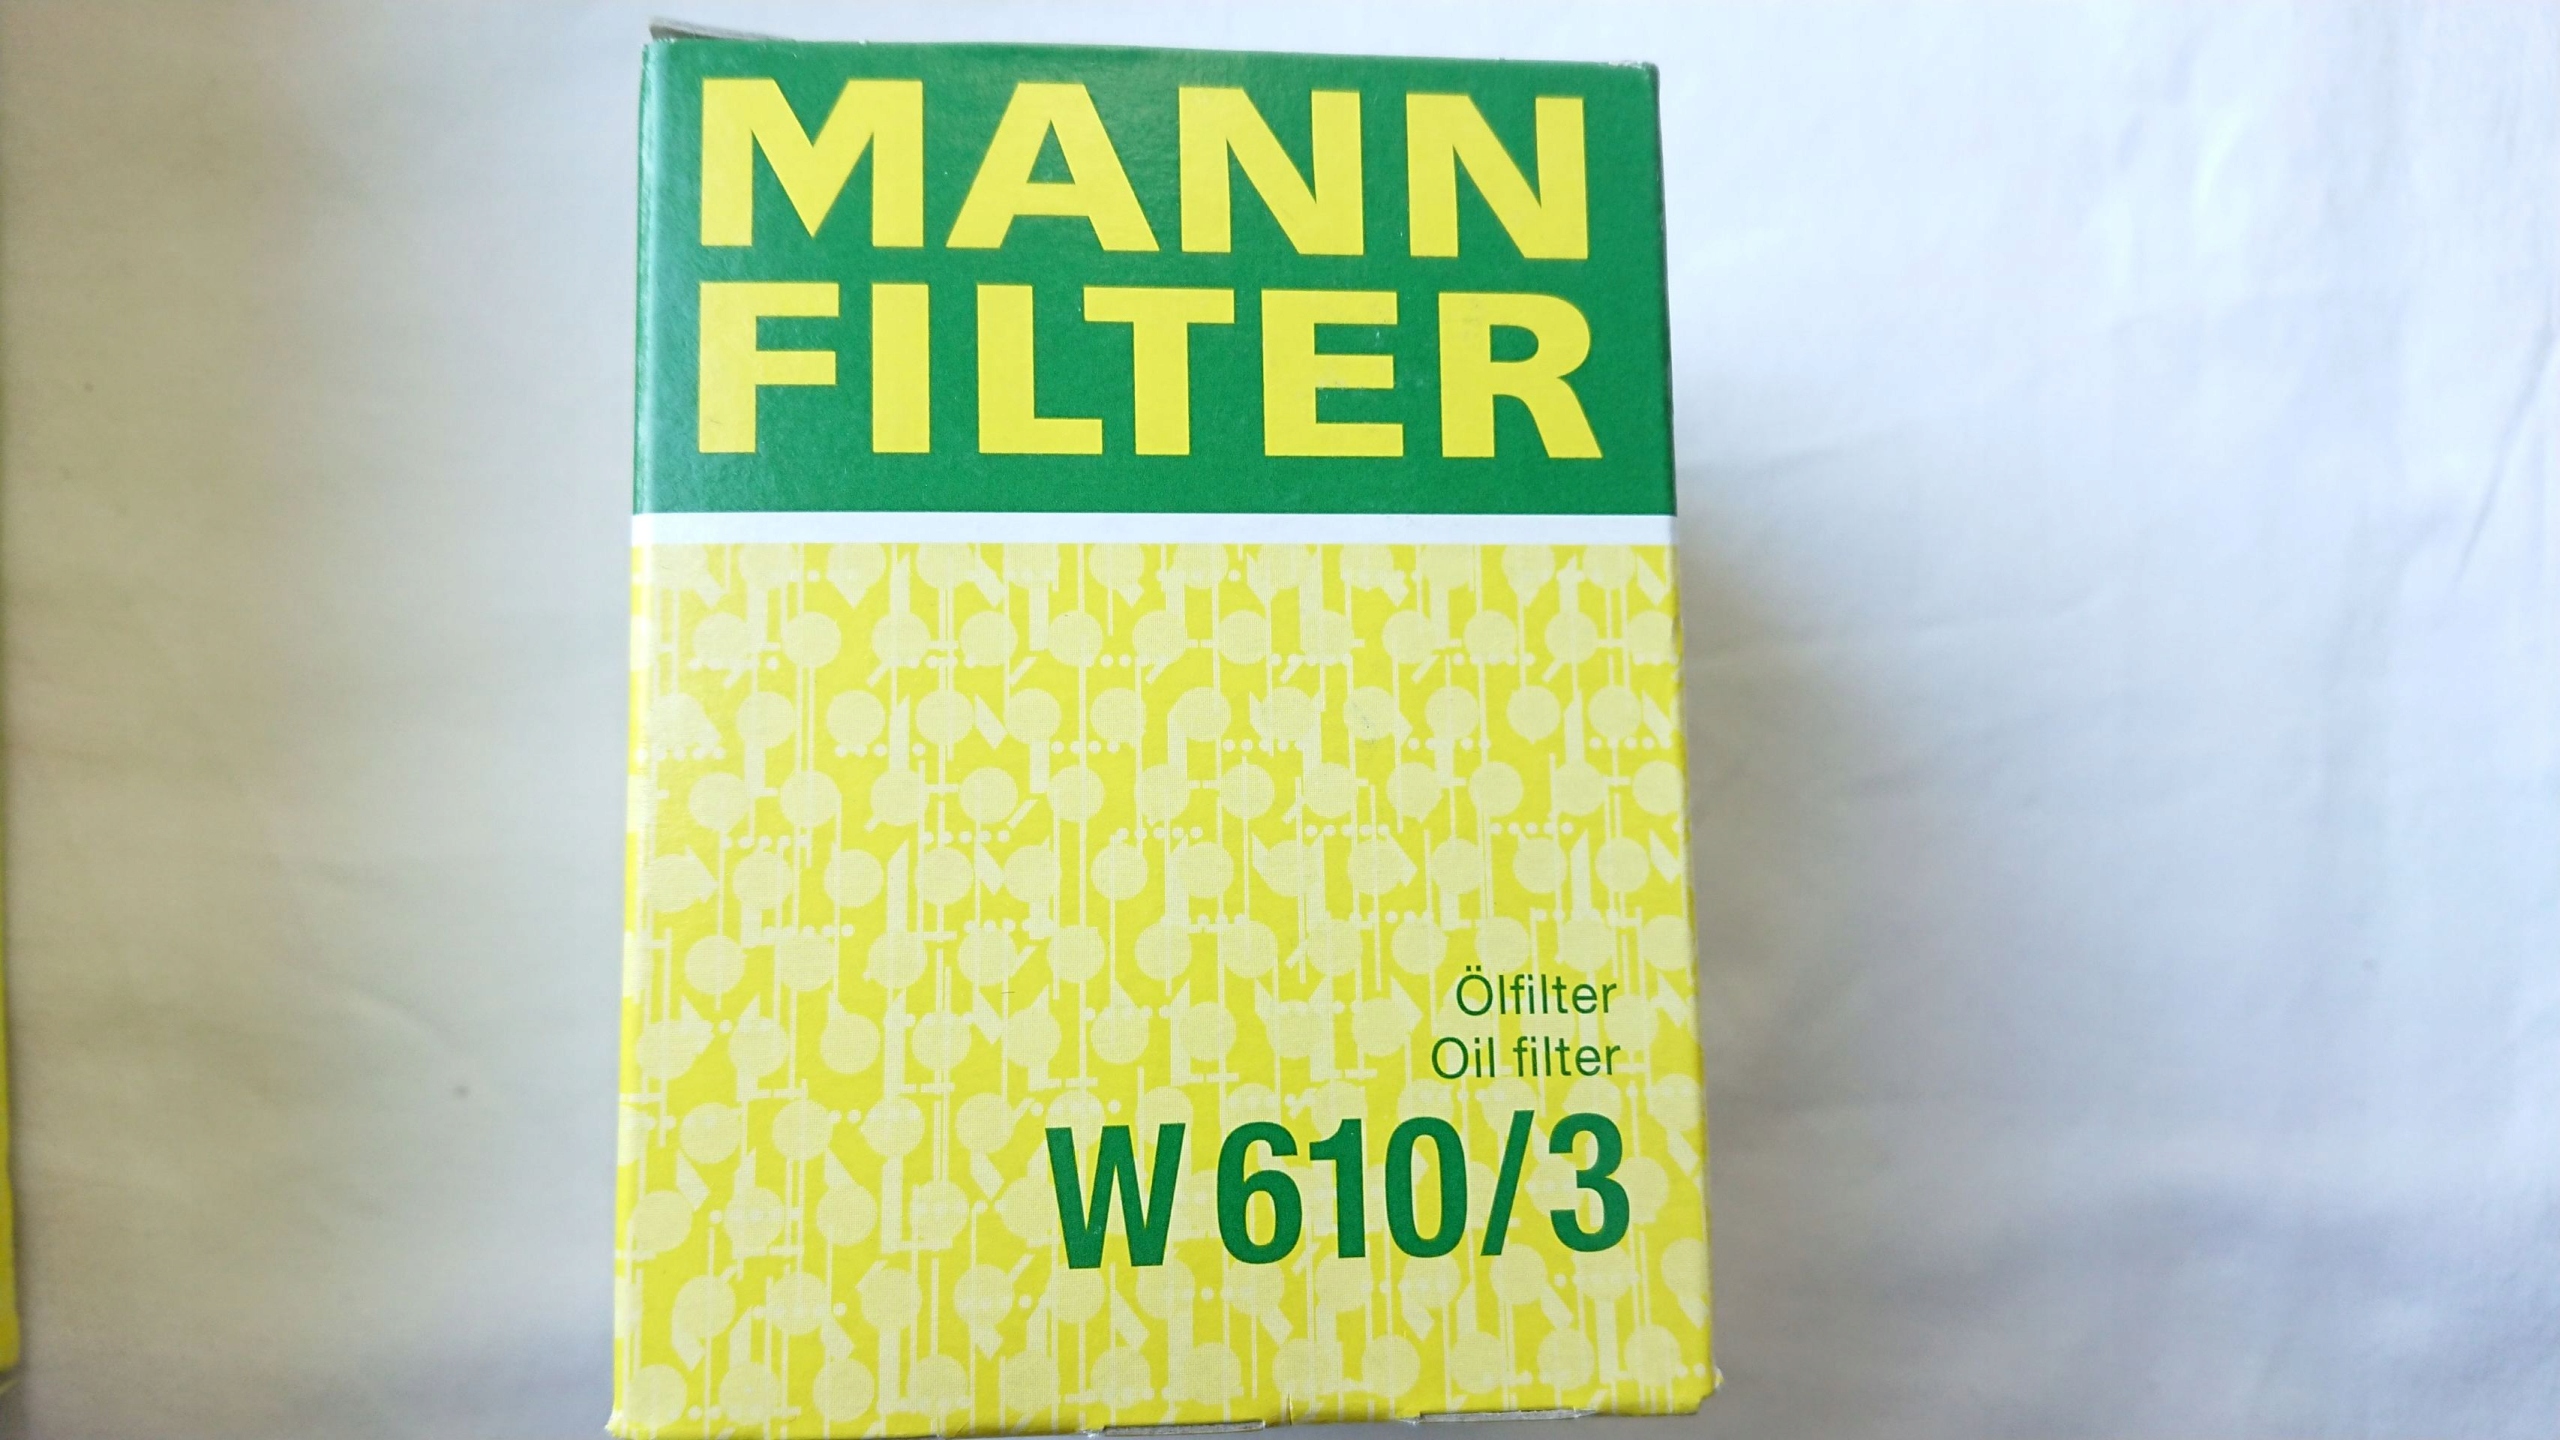 MANN
FILTER
Ölfilter
Oil filter
W 610/3